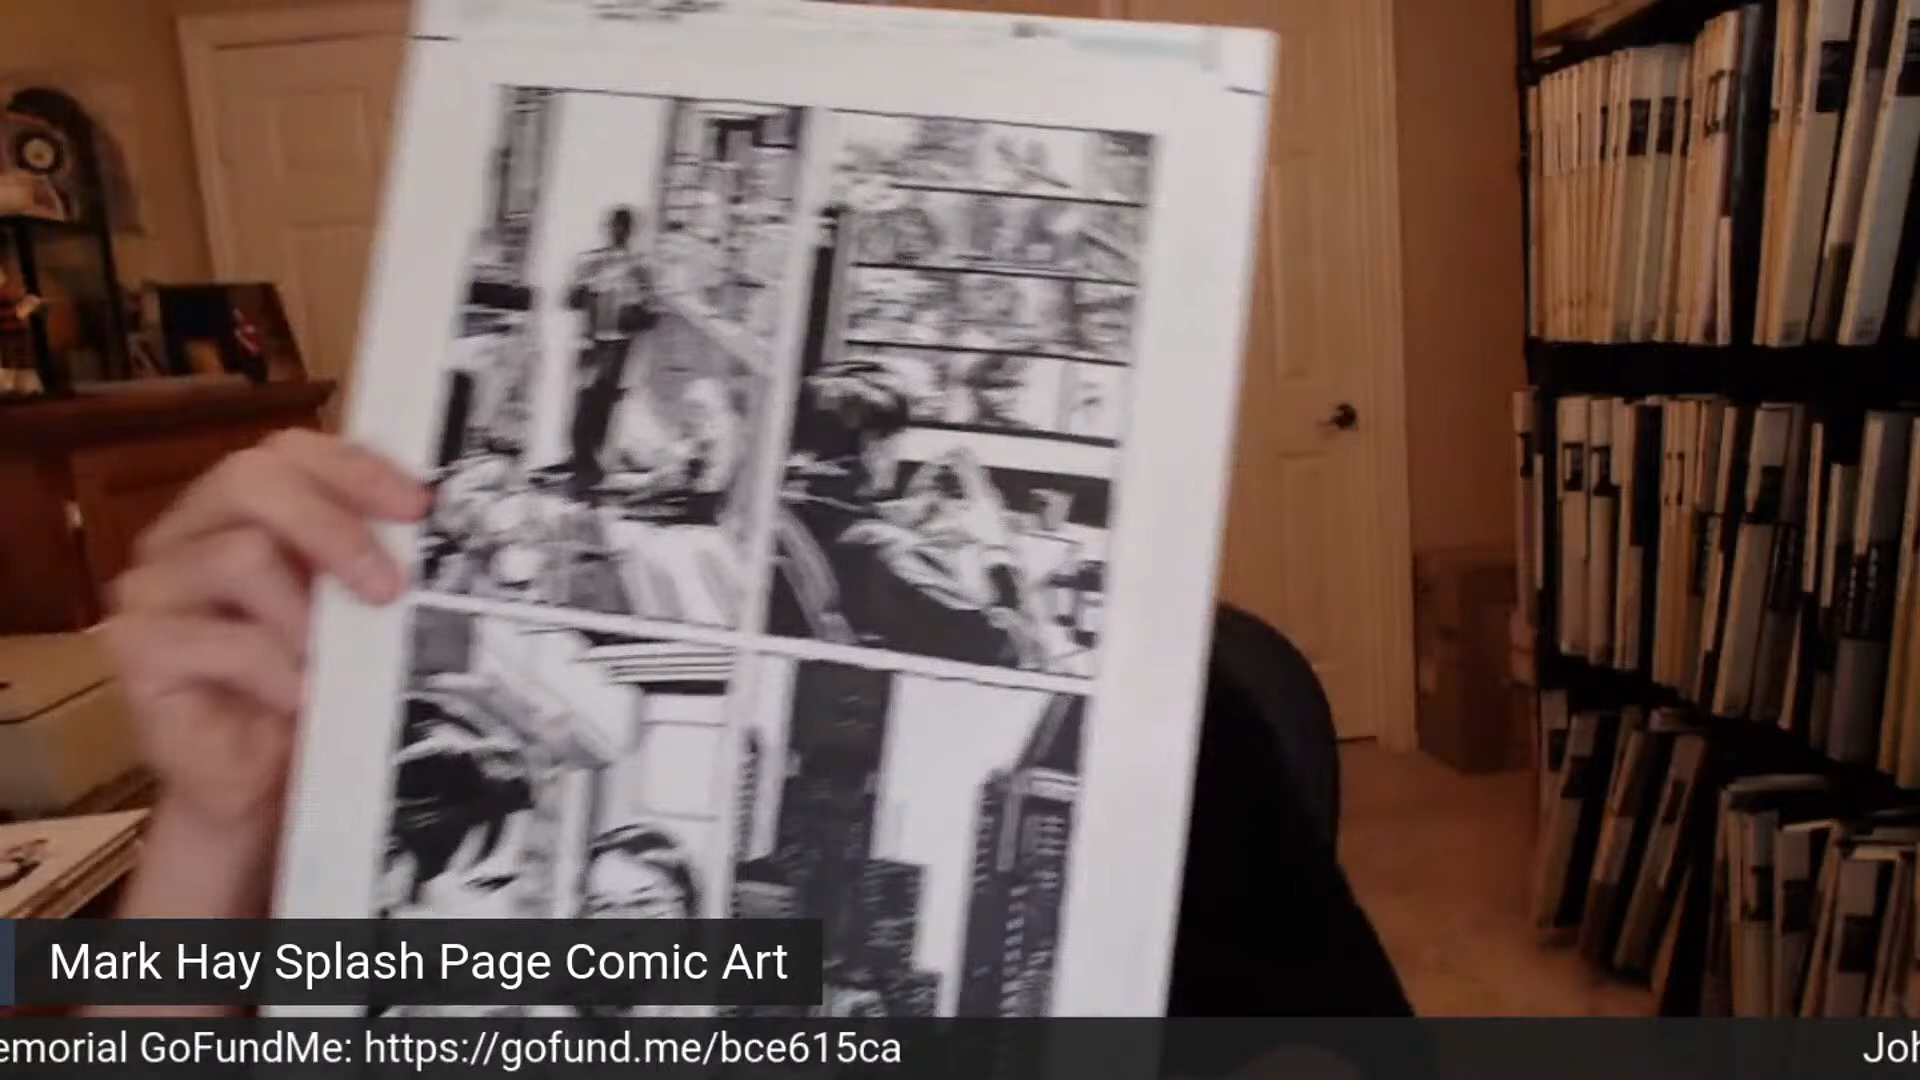 Mark Hay Splash Page Comic Art
emorial GoFundMe: https://gofund.me/bce615ca
Joh